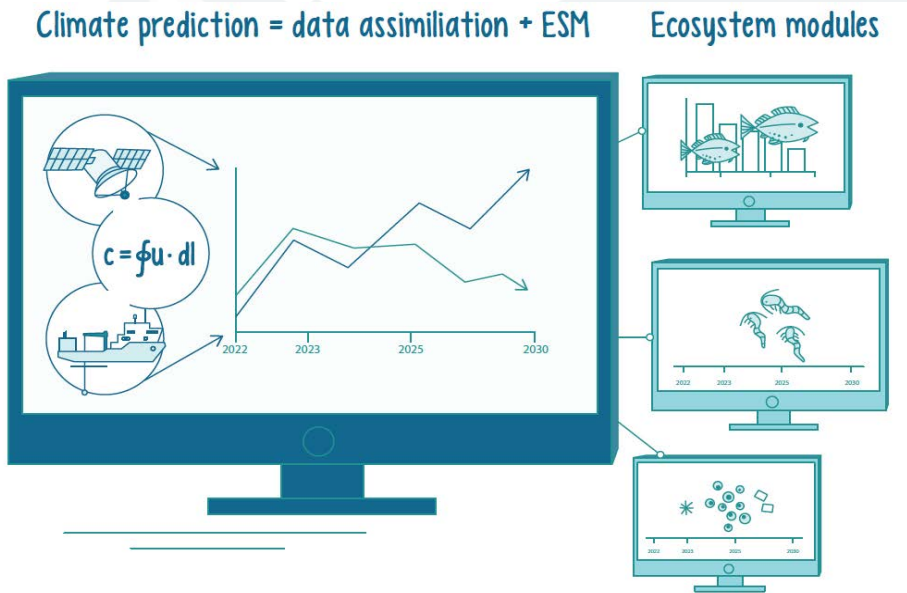 Climate prediction = data assimiliation + ESM
Ecosystem modules
c = ∮u · dl
2022 2023 2025 2030
2022 2023 2025 2030
2022 2023 2025 2030